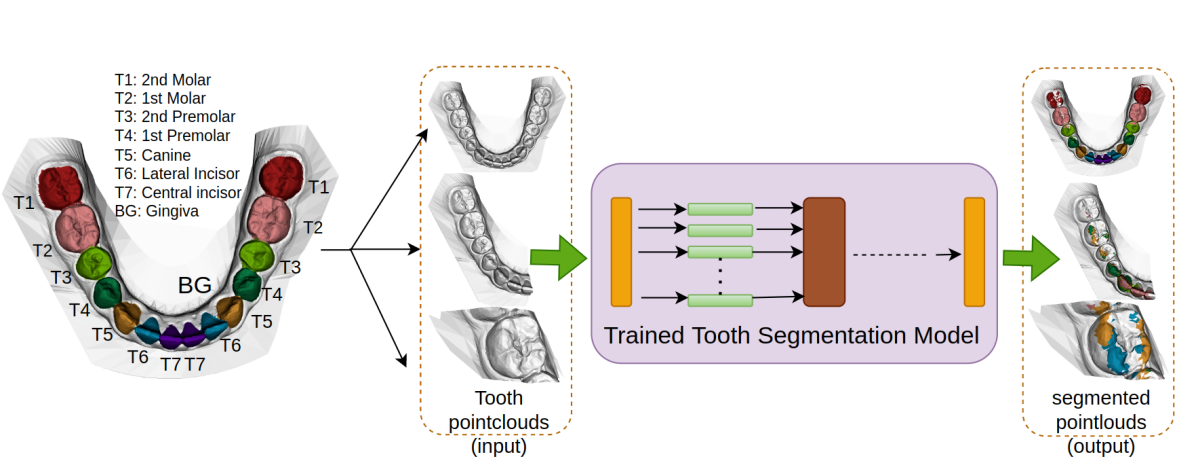 T1: 2nd Molar
T2: 1st Molar
T3: 2nd Premolar
T4: 1st Premolar
T5: Canine
T6: Lateral Incisor
T7: Central incisor
BG: Gingiva
T1
T1
T2
T2
T3
T3
BG
T4
T4
T5
T5
T6
T6
T7 T7
Trained Tooth Segmentation Model
Tooth
pointclouds
(input)
segmented
pointlouds
(output)